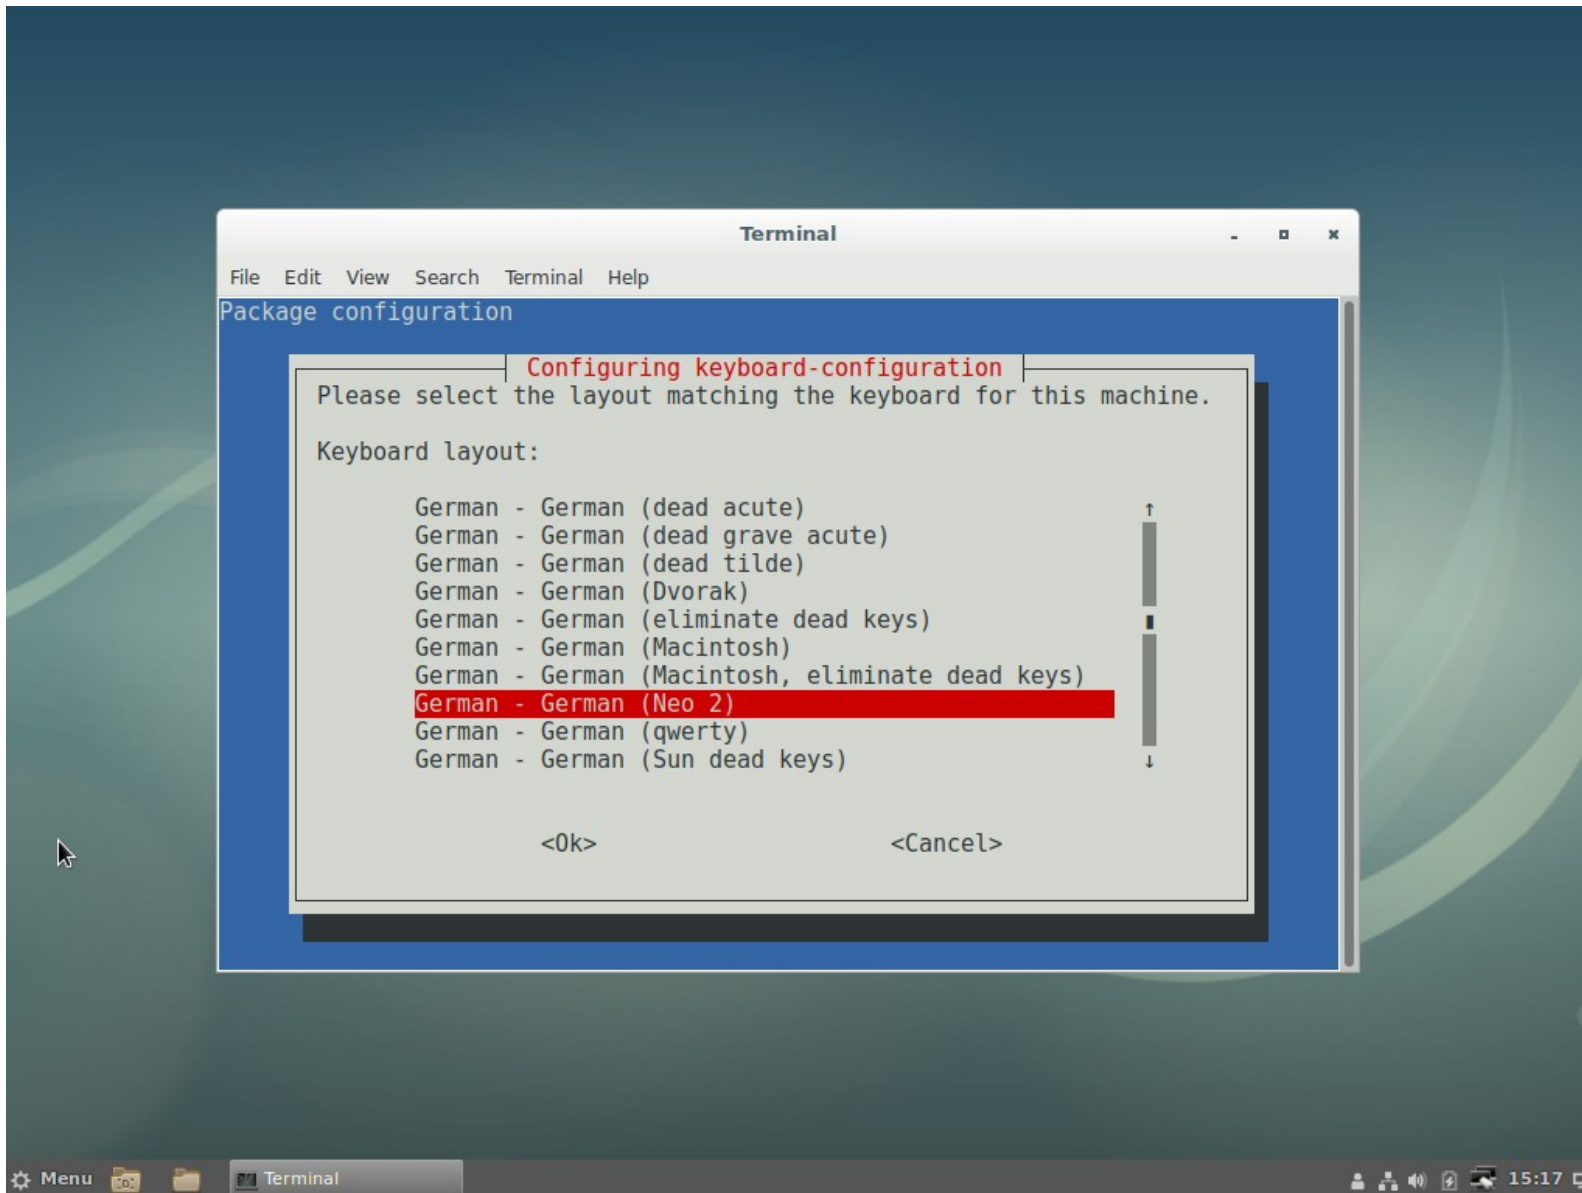 Terminal
File Edit View Search Terminal Help
Package configuration
Configuring keyboard-configuration
Please select the layout matching the keyboard for this machine.
Keyboard layout:
German - German (dead acute)
German - German (dead grave acute)
German - German (dead tilde)
German - German (Dvorak)
German - German (eliminate dead keys)
German - German (Macintosh)
German - German (Macintosh, eliminate dead keys)
German - German (Neo 2)
German - German (qwerty)
German - German (Sun dead keys)
<Ok> <Cancel>
Menu Terminal 15:17